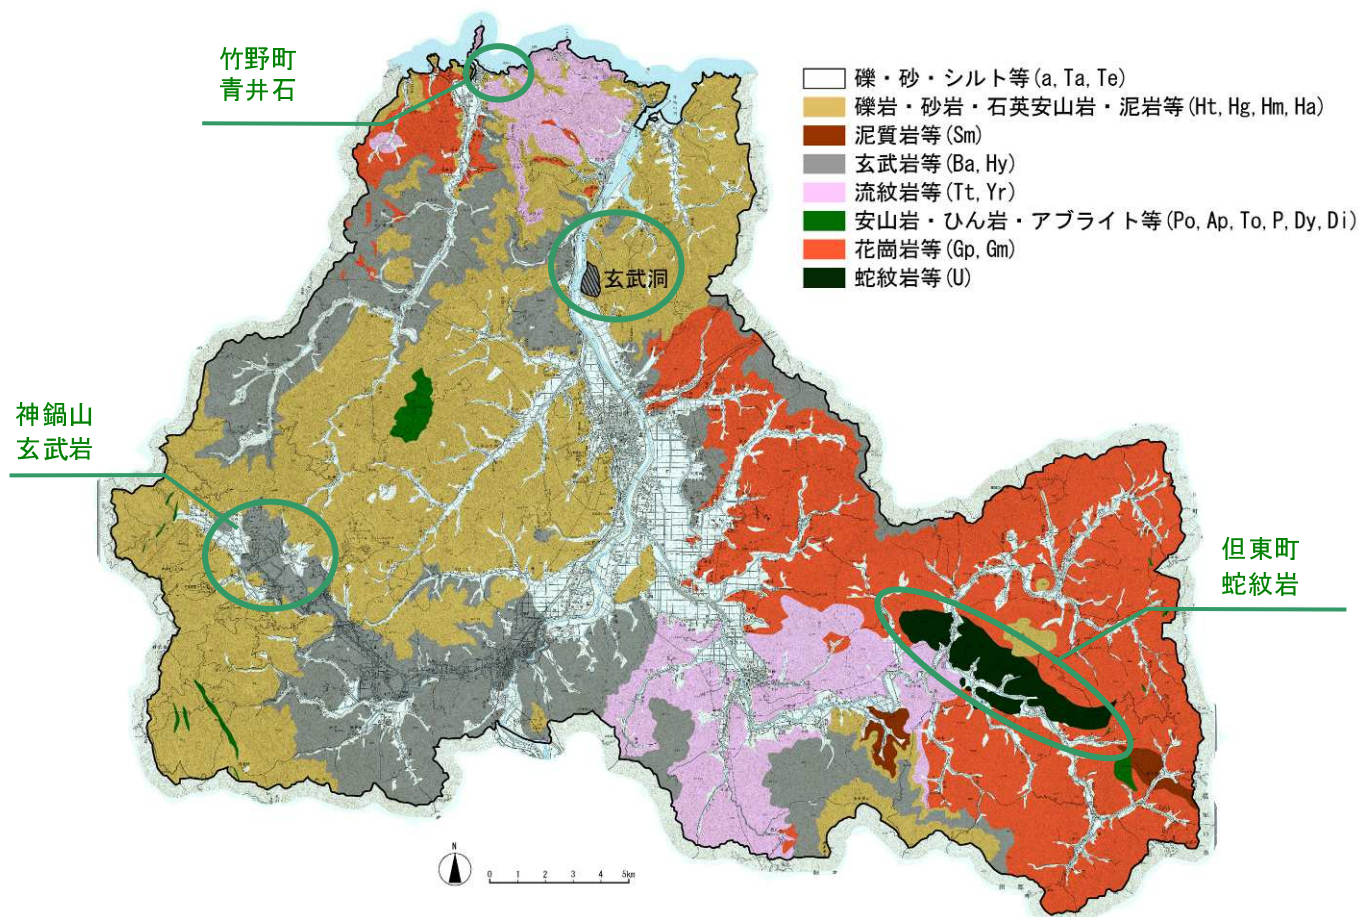 竹野町
青井石
礫・砂・シルト等(a,Ta,Te)
礫岩・砂岩・石英安山岩・泥岩等(Ht,Hg,Hm,Ha)
泥質岩等(Sm)
玄武岩等(Ba,Hy)
流紋岩等(Tt,Yr)
安山岩・ひん岩・アブライト等(Po,Ap,To,P,Dy,Di)
花崗岩等(Gp,Gm)
蛇紋岩等(U)
玄武洞
神鍋山
玄武岩
但東町
蛇紋岩
N
0 1 2 3 4 5km